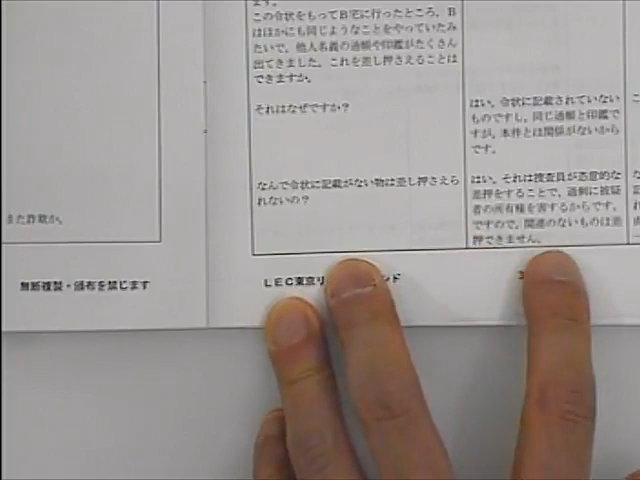 ます。
この令状をもってB宅に行ったところ，B
はほかにも同じようなことをやっていたみ
たいで，他人名義の通帳や印鑑がたくさん
出てきました。これを差し押さえることは
できますか。
それはなぜですか？
なんで令状に記載がない物は差し押さえら
れないの？
はい，令状に記載されていない
ものですし，同じ通帳と印鑑で
すが，本件とは関係がないから
です。
はい，それは捜査員が恣意的な
差押をすることで，過剰に被疑
者の所有権を害するからです。
ですので，関連のないものは差
押できません。
また詐欺か。
無断複製・頒布を禁じます
LEC東京リ
ンド